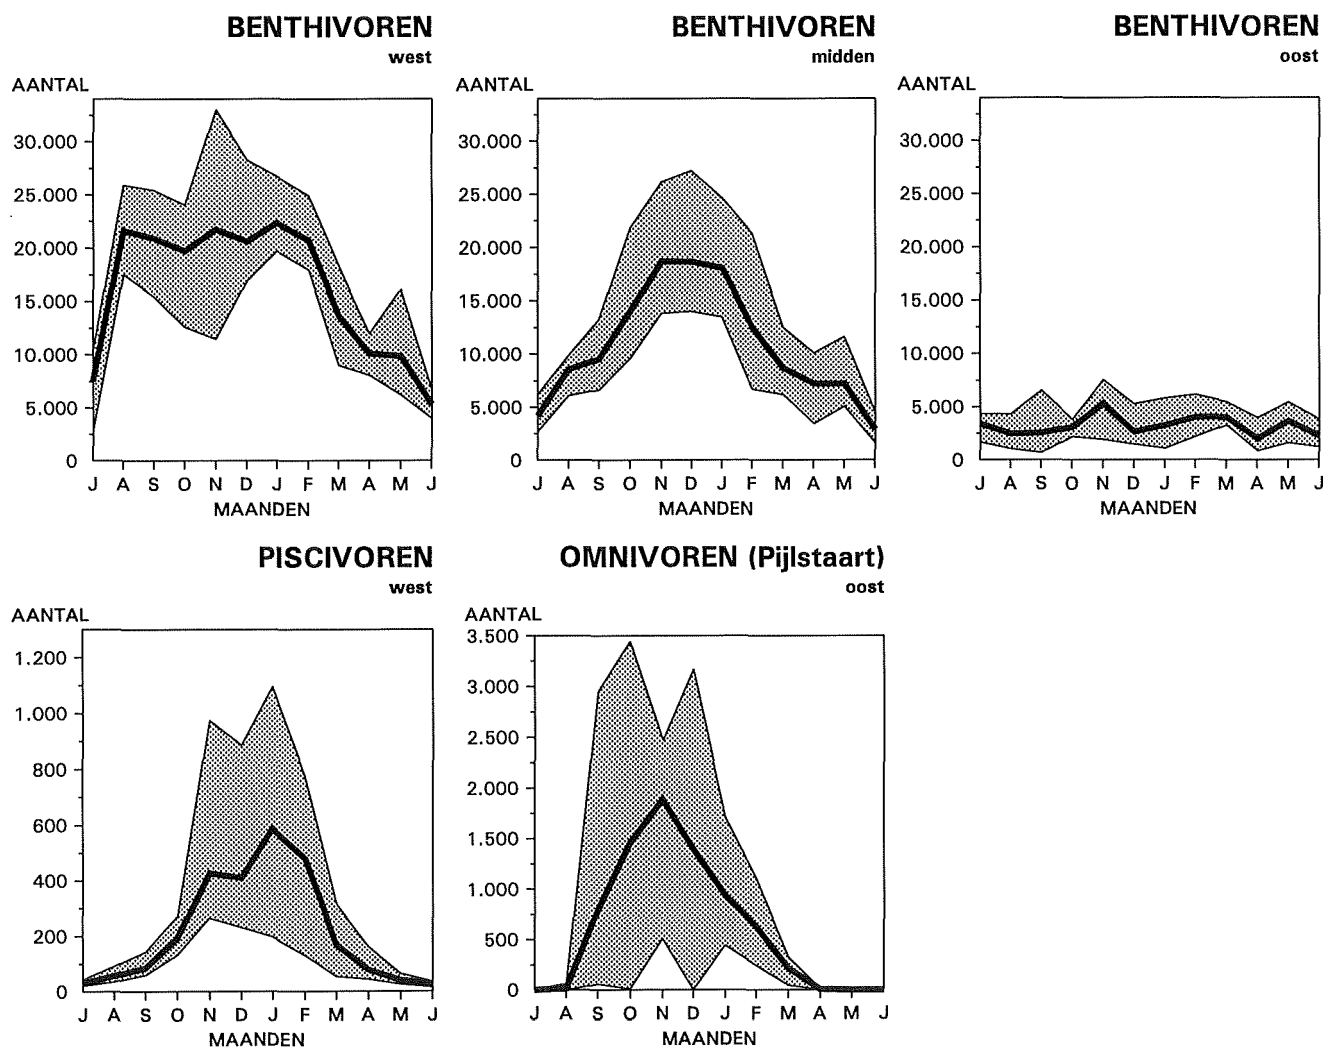 BENTHIVOREN
west
AANTAL
30.000
25.000
20.000
15.000
10.000
5.000
0
J A S O N D J F M A M J
MAANDEN
BENTHIVOREN
midden
AANTAL
30.000
25.000
20.000
15.000
10.000
5.000
0
J A S O N D J F M A M J
MAANDEN
BENTHIVOREN
oost
AANTAL
30.000
25.000
20.000
15.000
10.000
5.000
0
J A S O N D J F M A M J
MAANDEN
PISCIVOREN
west
AANTAL
1.200
1.000
800
600
400
200
0
J A S O N D J F M A M J
MAANDEN
OMNIVOREN (Pijlstaart)
oost
AANTAL
3.500
3.000
2.500
2.000
1.500
1.000
500
0
J A S O N D J F M A M J
MAANDEN